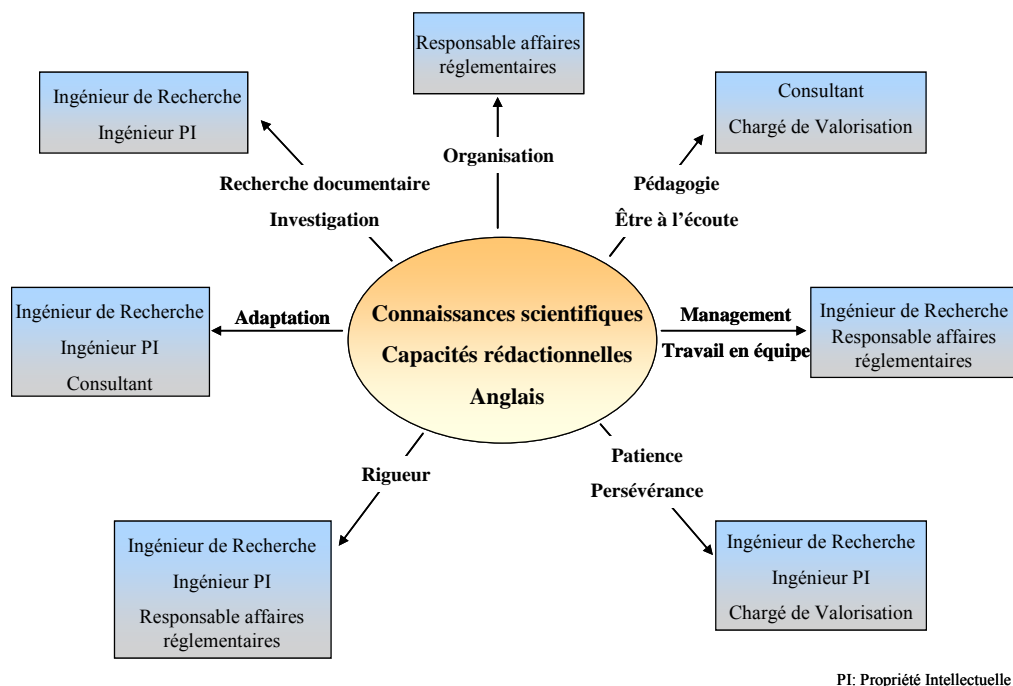 Responsable affaires
réglementaires
Ingénieur de Recherche
Ingénieur PI
Consultant
Chargé de Valorisation
Organisation
Recherche documentaire
Investigation
Pédagogie
Être à l'écoute
Ingénieur de Recherche
Ingénieur PI
Consultant
Adaptation
Connaissances scientifiques
Capacités rédactionnelles
Anglais
Management
Travail en équipe
Ingénieur de Recherche
Responsable affaires
réglementaires
Rigueur
Patience
Persévérance
Ingénieur de Recherche
Ingénieur PI
Responsable affaires
réglementaires
Ingénieur de Recherche
Ingénieur PI
Chargé de Valorisation
PI: Propriété Intellectuelle